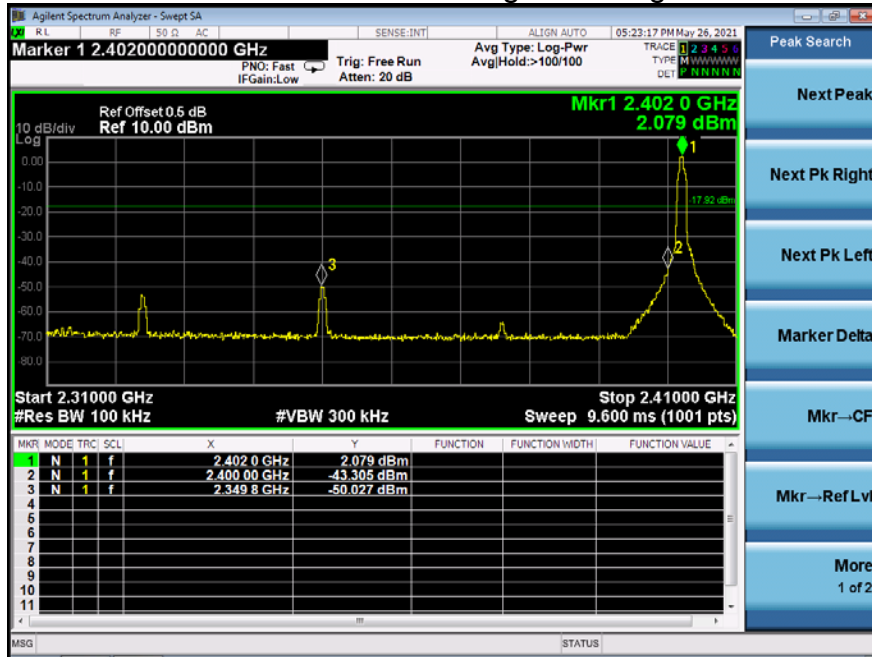 Agilent Spectrum Analyzer - Swept SA
RL RF 50 Ω AC SENSE:INT ALIGN AUTO 05:23:17 PM May 26, 2021
Marker 1 2.402000000000 GHz
PNO: Fast
IFGain:Low
Trig: Free Run
Atten: 20 dB
Avg Type: Log-Pwr
Avg|Hold:>100/100
TRACE 1 2 3 4 5 6
TYPE M WWWWW
DET P N N N N N
Peak Search
Next Peak
Next Pk Right
Next Pk Left
Marker Delta
Mkr→CF
Mkr→Ref Lvl
More
1 of 2
Mkr1 2.402 0 GHz
2.079 dBm
Ref Offset 0.5 dB
10 dB/div Ref 10.00 dBm
Log
0.00
-10.0
-20.0
-30.0
-40.0
-50.0
-60.0
-70.0
-80.0
1
-17.92 dBm
2
3
Start 2.31000 GHz Stop 2.41000 GHz
#Res BW 100 kHz #VBW 300 kHz Sweep 9.600 ms (1001 pts)
MKR MODE TRC SCL X Y FUNCTION FUNCTION WIDTH FUNCTION VALUE
1 N 1 f 2.402 0 GHz 2.079 dBm
2 N 1 f 2.400 00 GHz -43.305 dBm
3 N 1 f 2.349 8 GHz -50.027 dBm
4
5
6
7
8
9
10
11
MSG STATUS